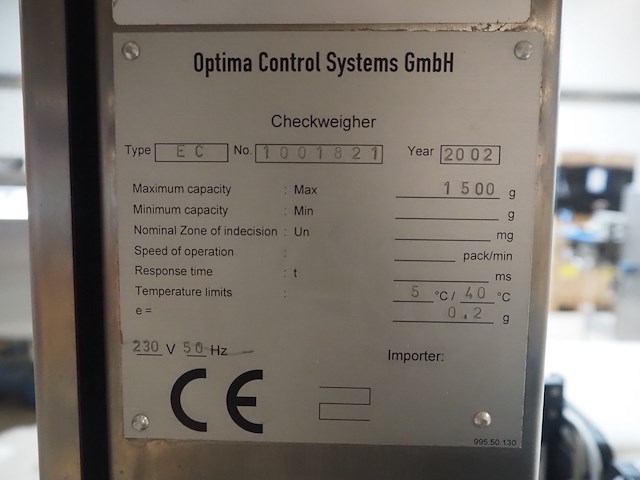 Optima Control Systems GmbH
Checkweigher
Type EC No. 1001821 Year 2002
Maximum capacity : Max 1500 g
Minimum capacity : Min g
Nominal Zone of indecision : Un mg
Speed of operation : pack/min
Response time : t ms
Temperature limits : 5 °C / 40 °C
e = 0,2 g
230 V 50 Hz
Importer:
CE
995.50.130